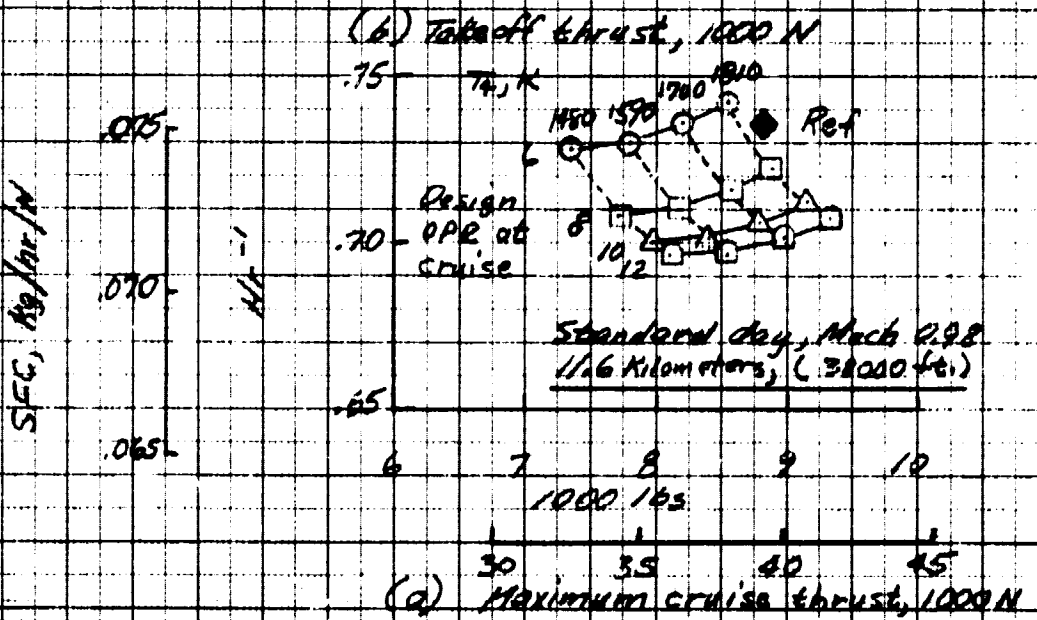 (b) Takeoff thrust, 1000 N
.75
T4, K
1480 1590 1700 1810
Ref
.075
6
Design
OPR at
cruise
8
10
12
.70
.070
SFC, Kg/hr/N
Hr⁻¹
Standard day, Mach 0.98
11.6 Kilometers, (38000 ft.)
.65
.065
6 7 8 9 10
1000 lbs
30 35 40 45
(a) Maximum cruise thrust, 1000 N